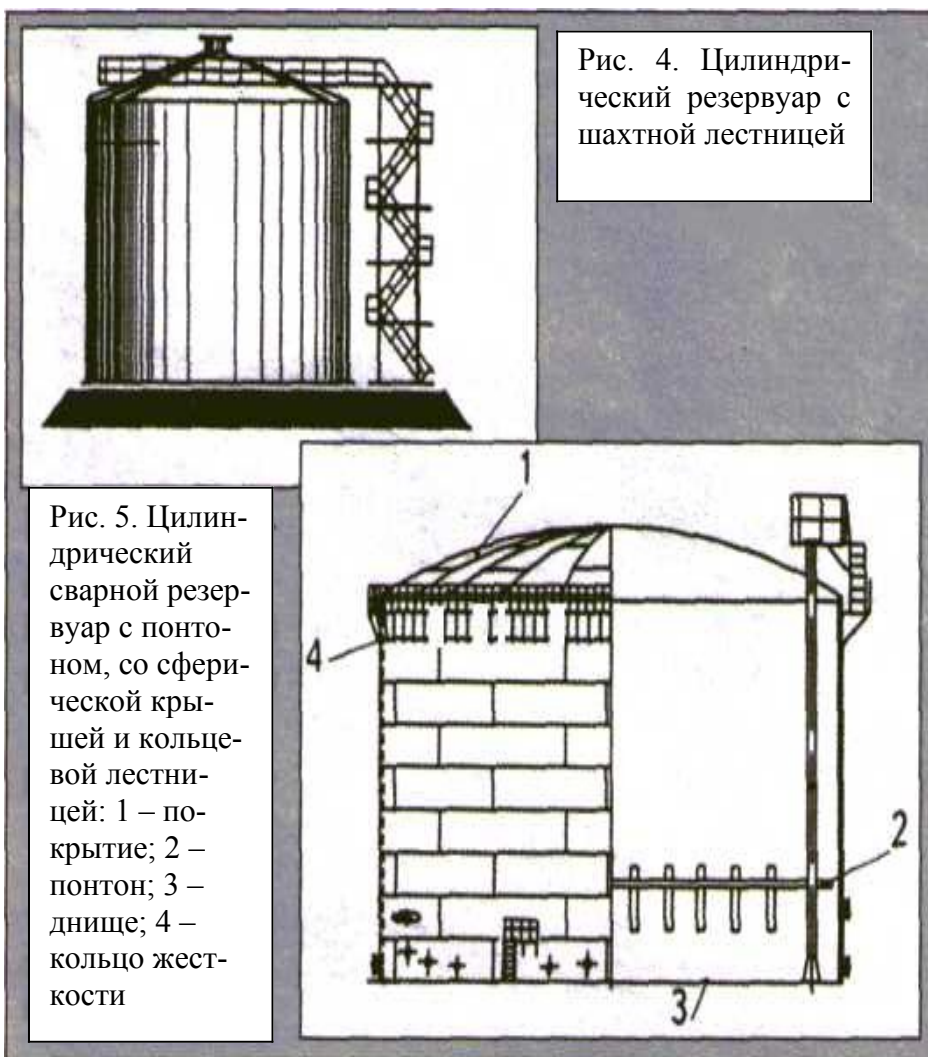 Рис. 4. Цилиндри-
ческий резервуар с
шахтной лестницей
Рис. 5. Цилин-
дрический
сварной резер-
вуар с понто-
ном, со сфери-
ческой кры-
шей и кольце-
вой лестни-
цей: 1 – по-
крытие; 2 –
понтон; 3 –
днище; 4 –
кольцо жест-
кости
1
4
2
3